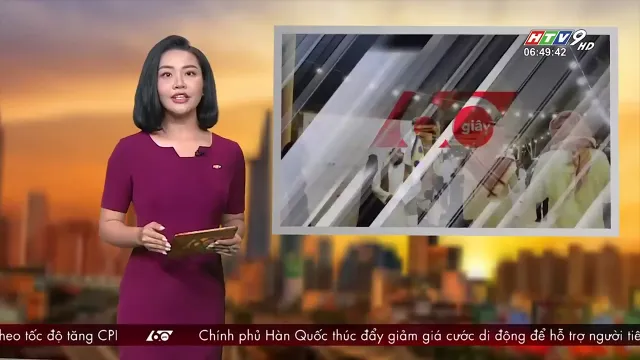 HTV9 HD
06:49:42
60 giây
heo tốc độ tăng CPI 60 Chính phủ Hàn Quốc thúc đẩy giảm giá cước di động để hỗ trợ người tiê